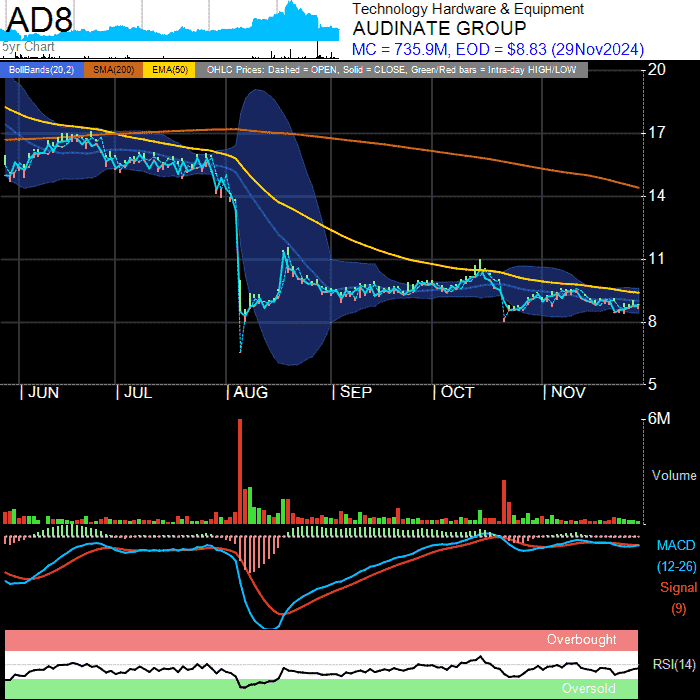 AD8
Technology Hardware & Equipment
AUDINATE GROUP
5yr Chart
MC = 735.9M, EOD = $8.83 (29Nov2024)
BollBands(20,2) SMA(200) EMA(50) OHLC Prices: Dashed = OPEN, Solid = CLOSE, Green/Red bars = Intra-day HIGH/LOW
20
17
14
11
8
5
| JUN | JUL | AUG | SEP | OCT | NOV
6M
Volume
MACD
(12-26)
Signal
(9)
Overbought
RSI(14)
Oversold